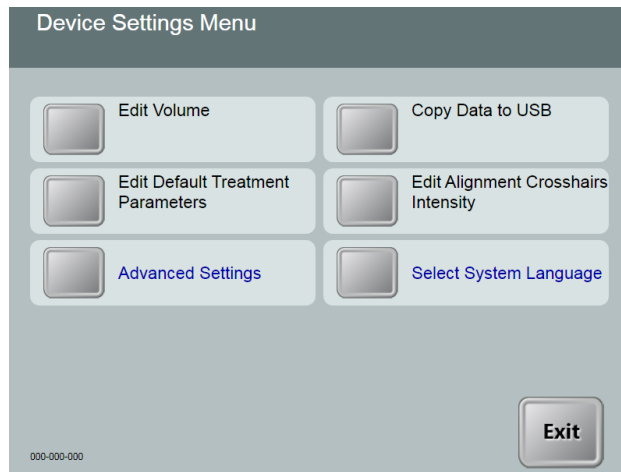 Device Settings Menu
Edit Volume
Copy Data to USB
Edit Default Treatment
Parameters
Edit Alignment Crosshairs
Intensity
Advanced Settings
Select System Language
Exit
000-000-000